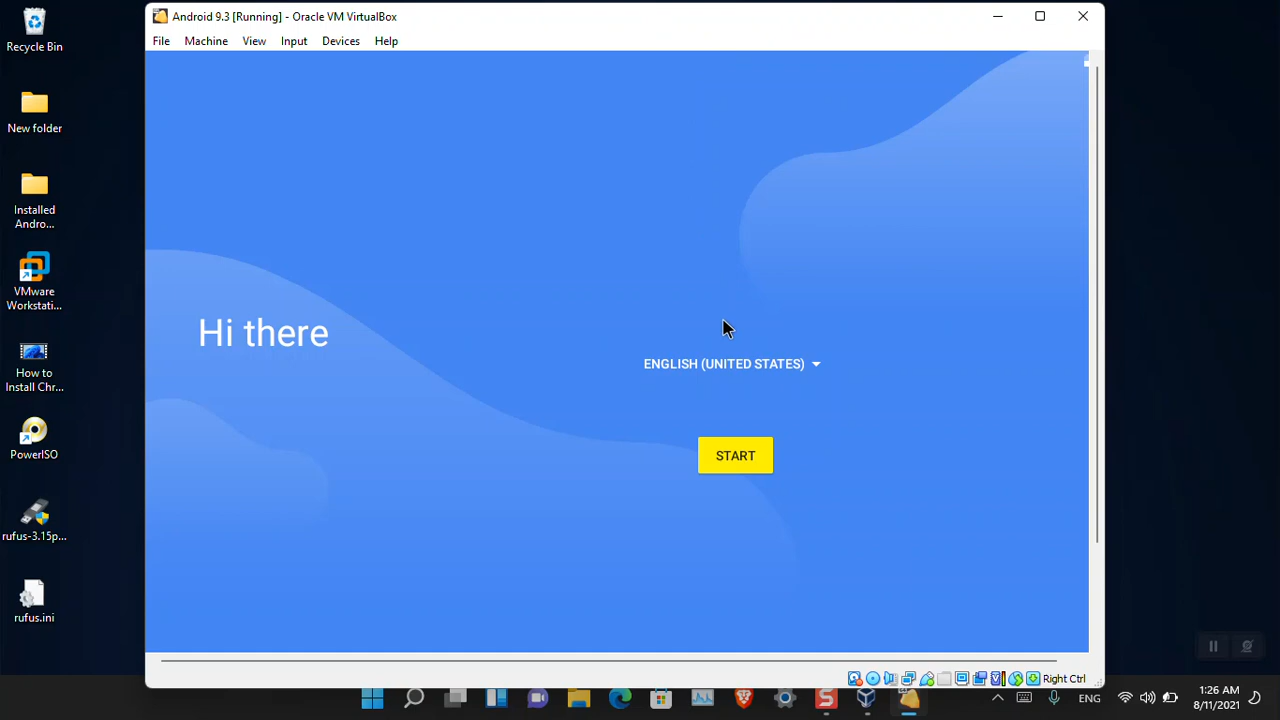 Android 9.3 [Running] - Oracle VM VirtualBox
File Machine View Input Devices Help
Recycle Bin
New folder
Installed
Andro...
VMware
Workstati...
How to
Install Chr...
PowerISO
rufus-3.15p...
rufus.ini
Hi there
ENGLISH (UNITED STATES)
START
Right Ctrl
ENG
1:26 AM
8/11/2021